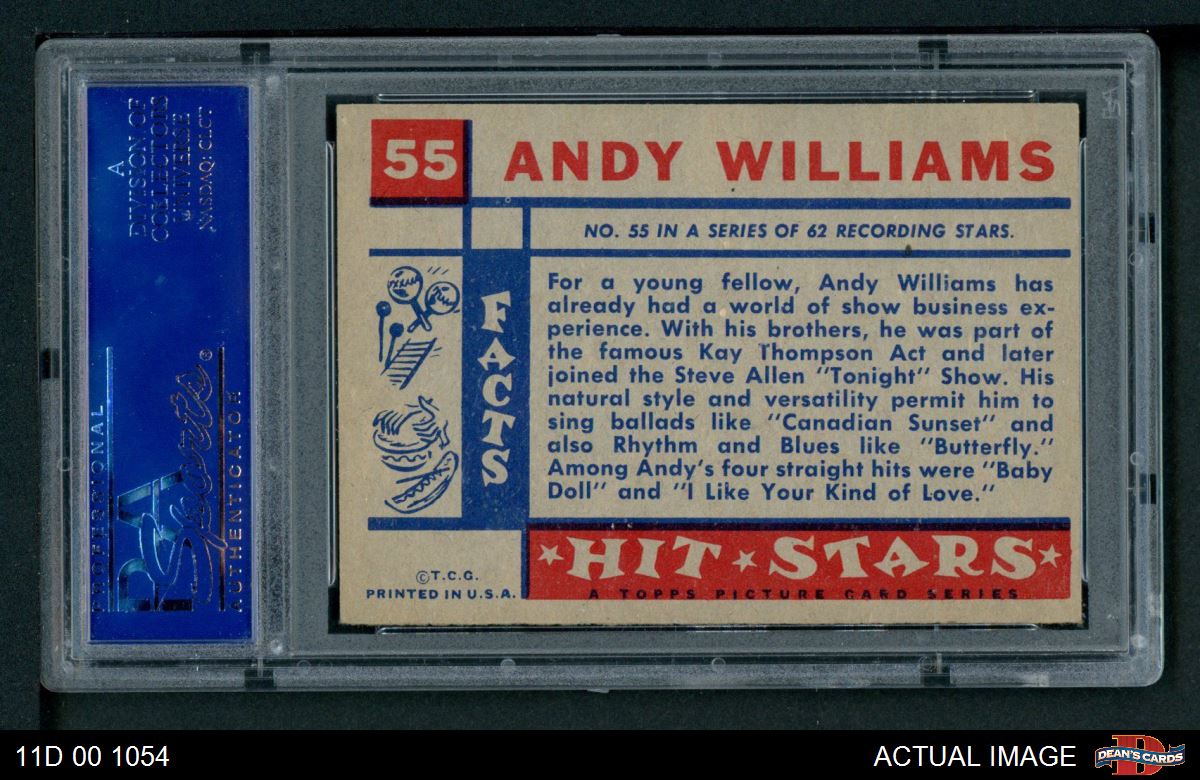 A
DIVISION OF
COLLECTORS
UNIVERSE
NASDAQ: CLCT
PROFESSIONAL
PSA
Sports ®
AUTHENTICATOR
55
ANDY WILLIAMS
NO. 55 IN A SERIES OF 62 RECORDING STARS.
FACTS
For a young fellow, Andy Williams has
already had a world of show business ex-
perience. With his brothers, he was part of
the famous Kay Thompson Act and later
joined the Steve Allen "Tonight" Show. His
natural style and versatility permit him to
sing ballads like "Canadian Sunset" and
also Rhythm and Blues like "Butterfly."
Among Andy's four straight hits were "Baby
Doll" and "I Like Your Kind of Love."
HIT STARS
A TOPPS PICTURE CARD SERIES
©T.C.G.
PRINTED IN U.S.A.
11D 00 1054
ACTUAL IMAGE
DEAN'S CARDS